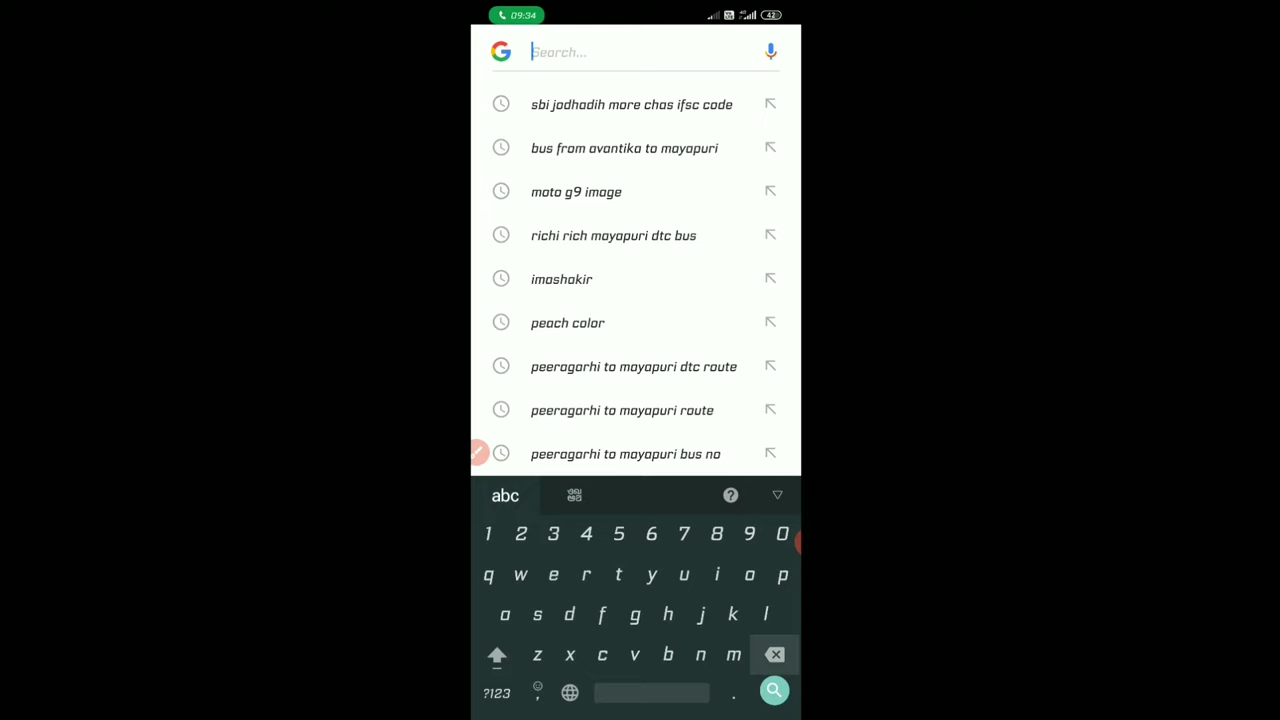 09:34
42
Search...
sbi jodhadih more chas ifsc code
bus from avantika to mayapuri
moto g9 image
richi rich mayapuri dtc bus
imashakir
peach color
peeragarhi to mayapuri dtc route
peeragarhi to mayapuri route
peeragarhi to mayapuri bus no
abc
1 2 3 4 5 6 7 8 9 0
q w e r t y u i o p
a s d f g h j k l
z x c v b n m
?123 , .